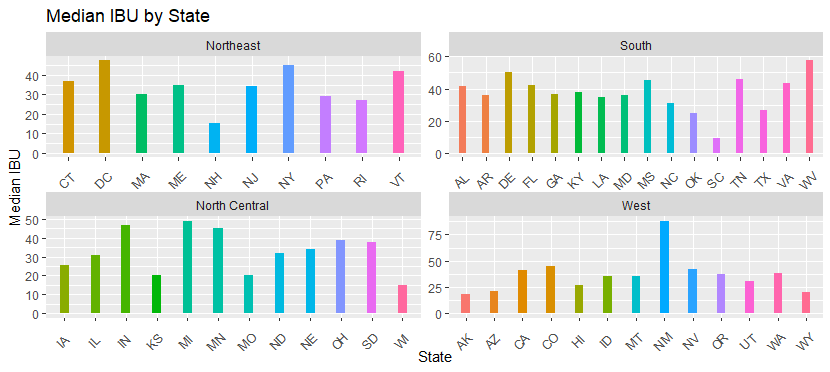 Median IBU by State
Northeast
40
30
20
10
0
CT DC MA ME NH NJ NY PA RI VT
South
60
40
20
0
AL AR DE FL GA KY LA MD MS NC OK SC TN TX VA WV
Median IBU
North Central
50
40
30
20
10
0
IA IL IN KS MI MN MO ND NE OH SD WI
West
75
50
25
0
AK AZ CA CO HI ID MT NM NV OR UT WA WY
State